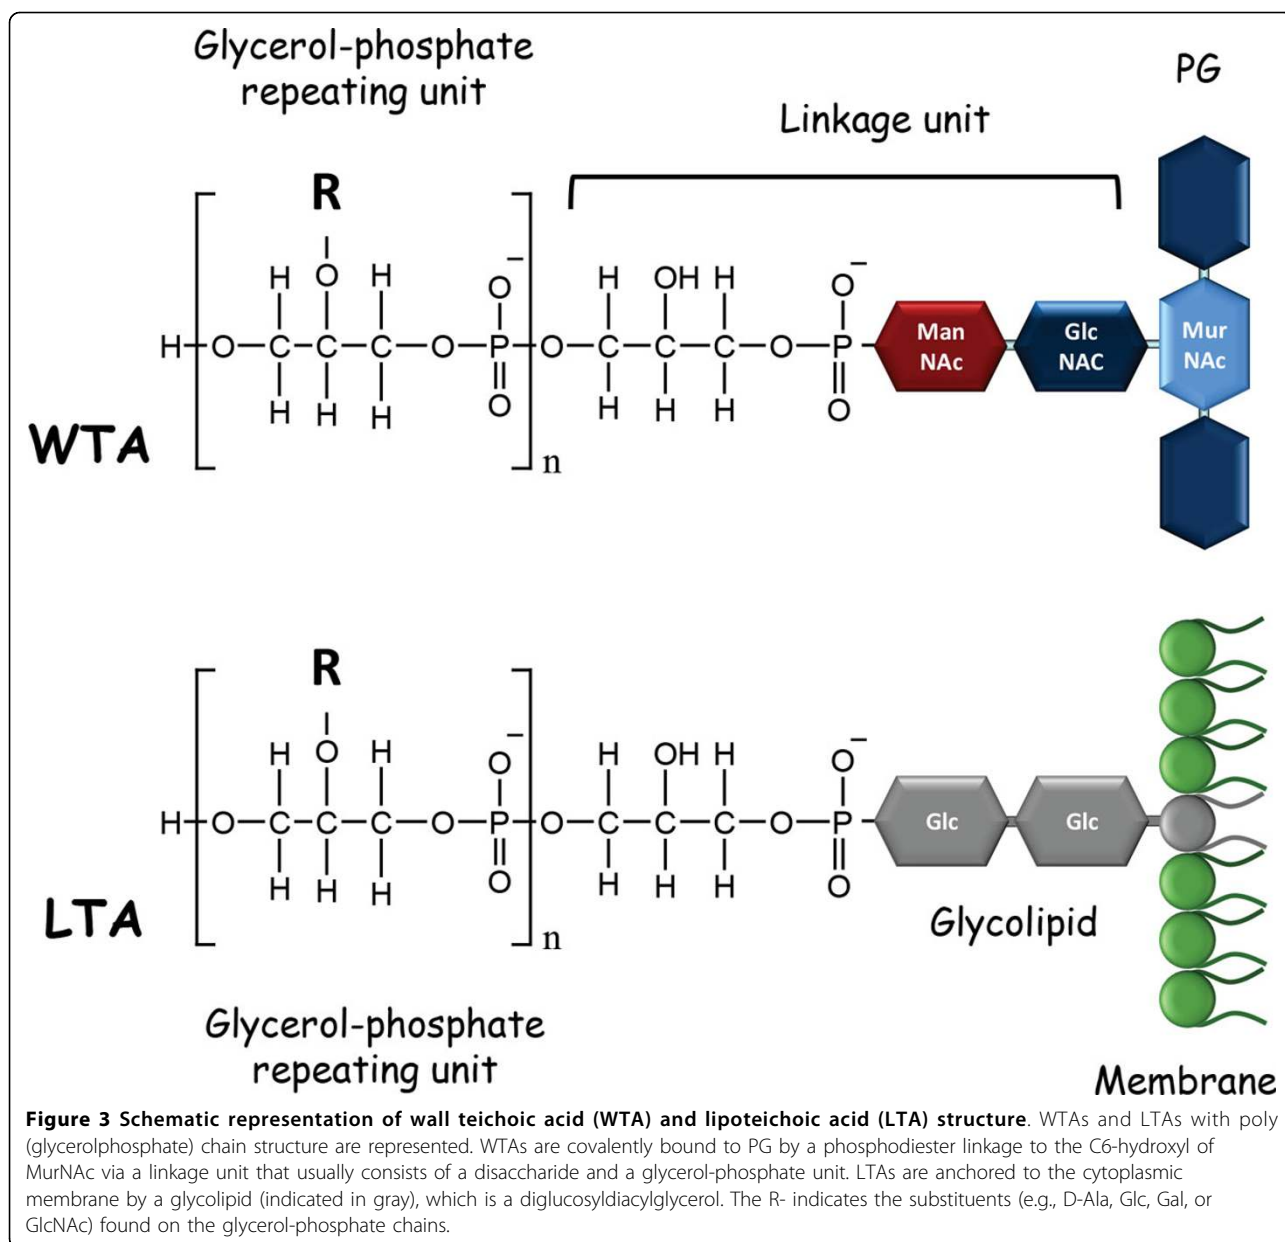 Glycerol-phosphate
repeating unit
PG
Linkage unit
R
H O H O⁻ H OH H O⁻
H O C C C O P O C C C O P Man NAc Glc NAC Mur NAc
H H H O H H H O
n
WTA
R
H O H O⁻ H OH H O⁻
H O C C C O P O C C C O P Glc Glc
H H H O H H H O
n
LTA
Glycolipid
Glycerol-phosphate
repeating unit
Membrane
Figure 3 Schematic representation of wall teichoic acid (WTA) and lipoteichoic acid (LTA) structure. WTAs and LTAs with poly
(glycerolphosphate) chain structure are represented. WTAs are covalently bound to PG by a phosphodiester linkage to the C6-hydroxyl of
MurNAc via a linkage unit that usually consists of a disaccharide and a glycerol-phosphate unit. LTAs are anchored to the cytoplasmic
membrane by a glycolipid (indicated in gray), which is a diglucosyldiacylglycerol. The R- indicates the substituents (e.g., D-Ala, Glc, Gal, or
GlcNAc) found on the glycerol-phosphate chains.